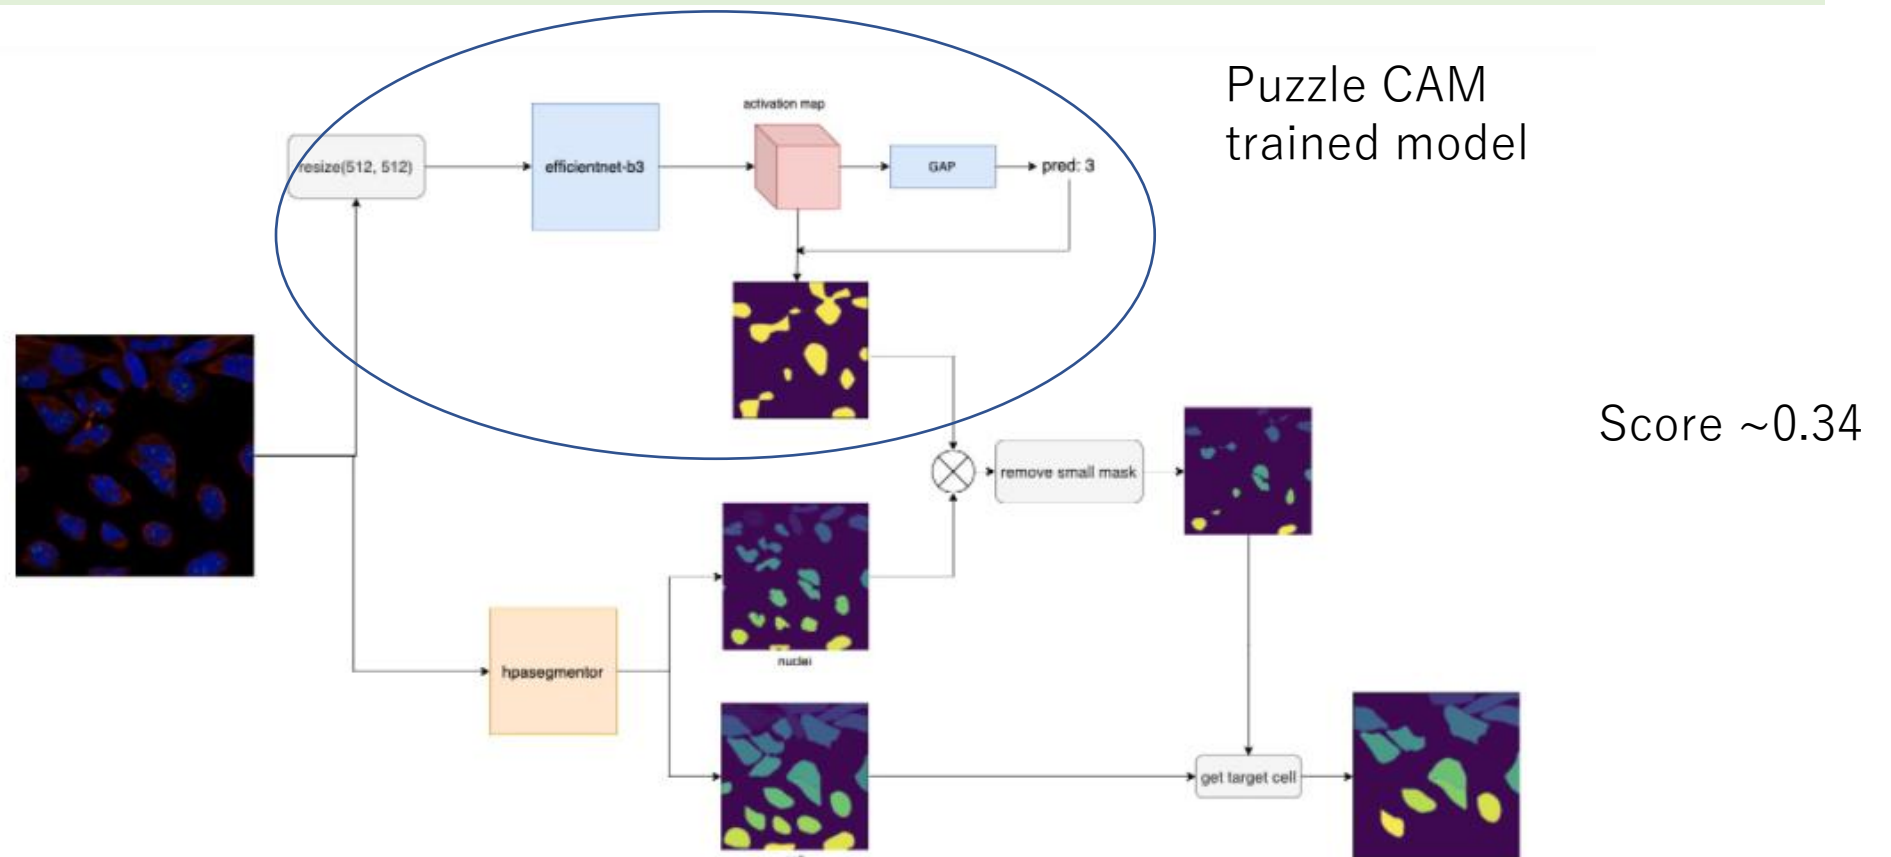 Puzzle CAM
trained model
activation map
resize(512, 512)
efficientnet-b3
GAP
pred: 3
Score ~0.34
remove small mask
nuclei
hpasegmentor
get target cell